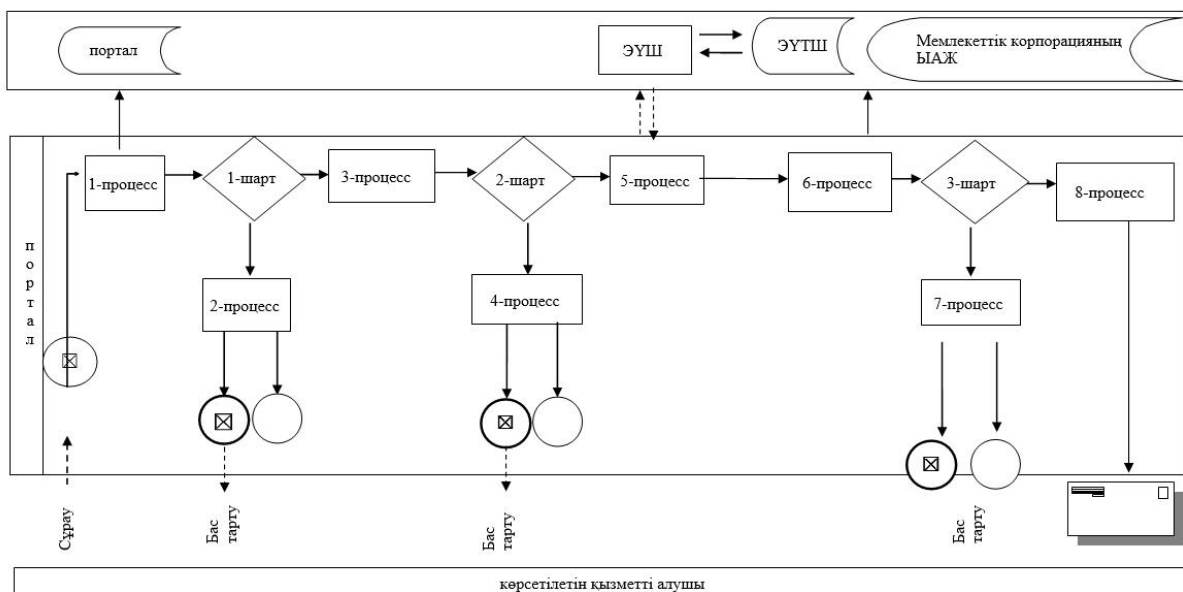 портал
ЭҮШ
ЭҮТШ
Мемлекеттік корпорацияның
ЫАЖ
1-процесс
1-шарт
3-процесс
2-шарт
5-процесс
6-процесс
3-шарт
8-процесс
портал
2-процесс
4-процесс
7-процесс
Сұрау
Бас
тарту
Бас
тарту
Бас
тарту
көрсетілетін қызметті алушы